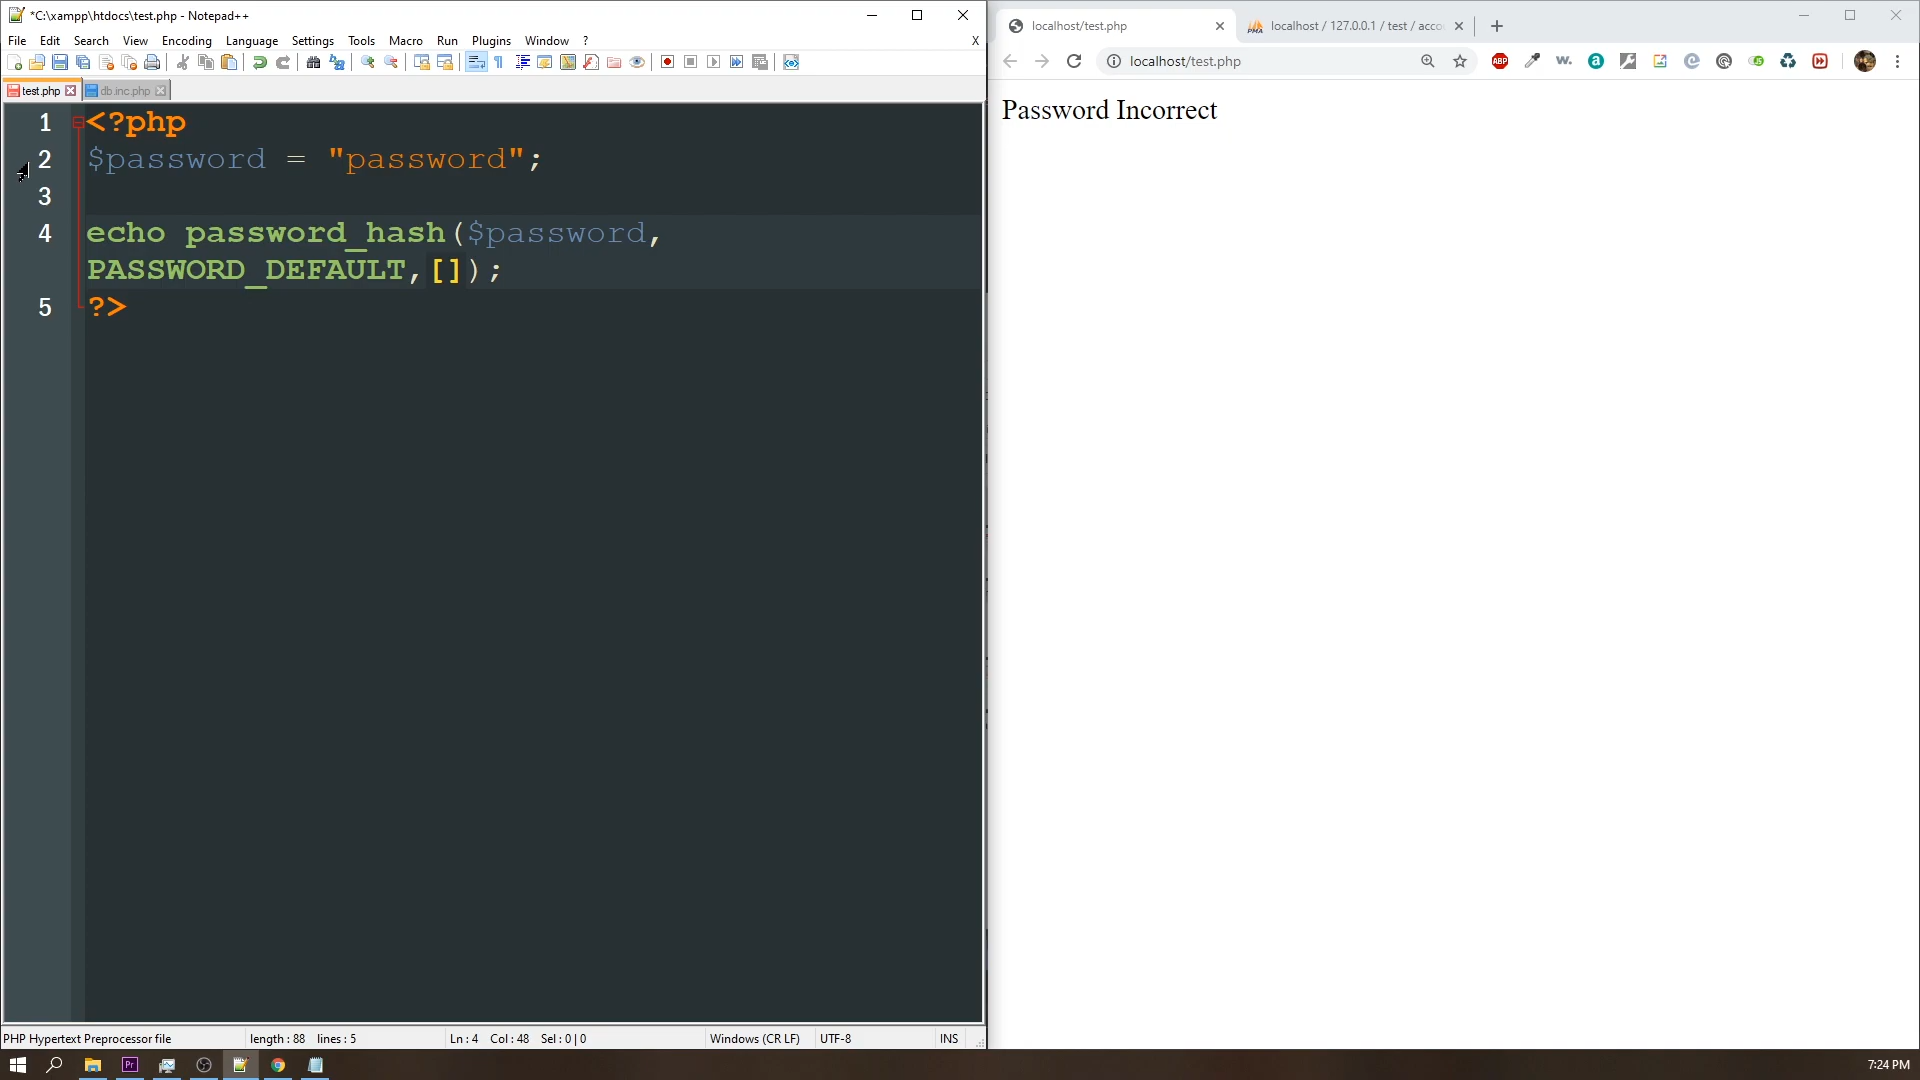 *C:\xampp\htdocs\test.php - Notepad++
File Edit Search View Encoding Language Settings Tools Macro Run Plugins Window ? X
test.php db.inc.php
1 <?php
2 $password = "password";
3
4 echo password_hash($password,
PASSWORD_DEFAULT,[]);
5 ?>
PHP Hypertext Preprocessor file length : 88 lines : 5 Ln : 4 Col : 48 Sel : 0 | 0 Windows (CR LF) UTF-8 INS
localhost/test.php localhost / 127.0.0.1 / test / acco
localhost/test.php
ABP w. a
Password Incorrect
Pr
7:24 PM